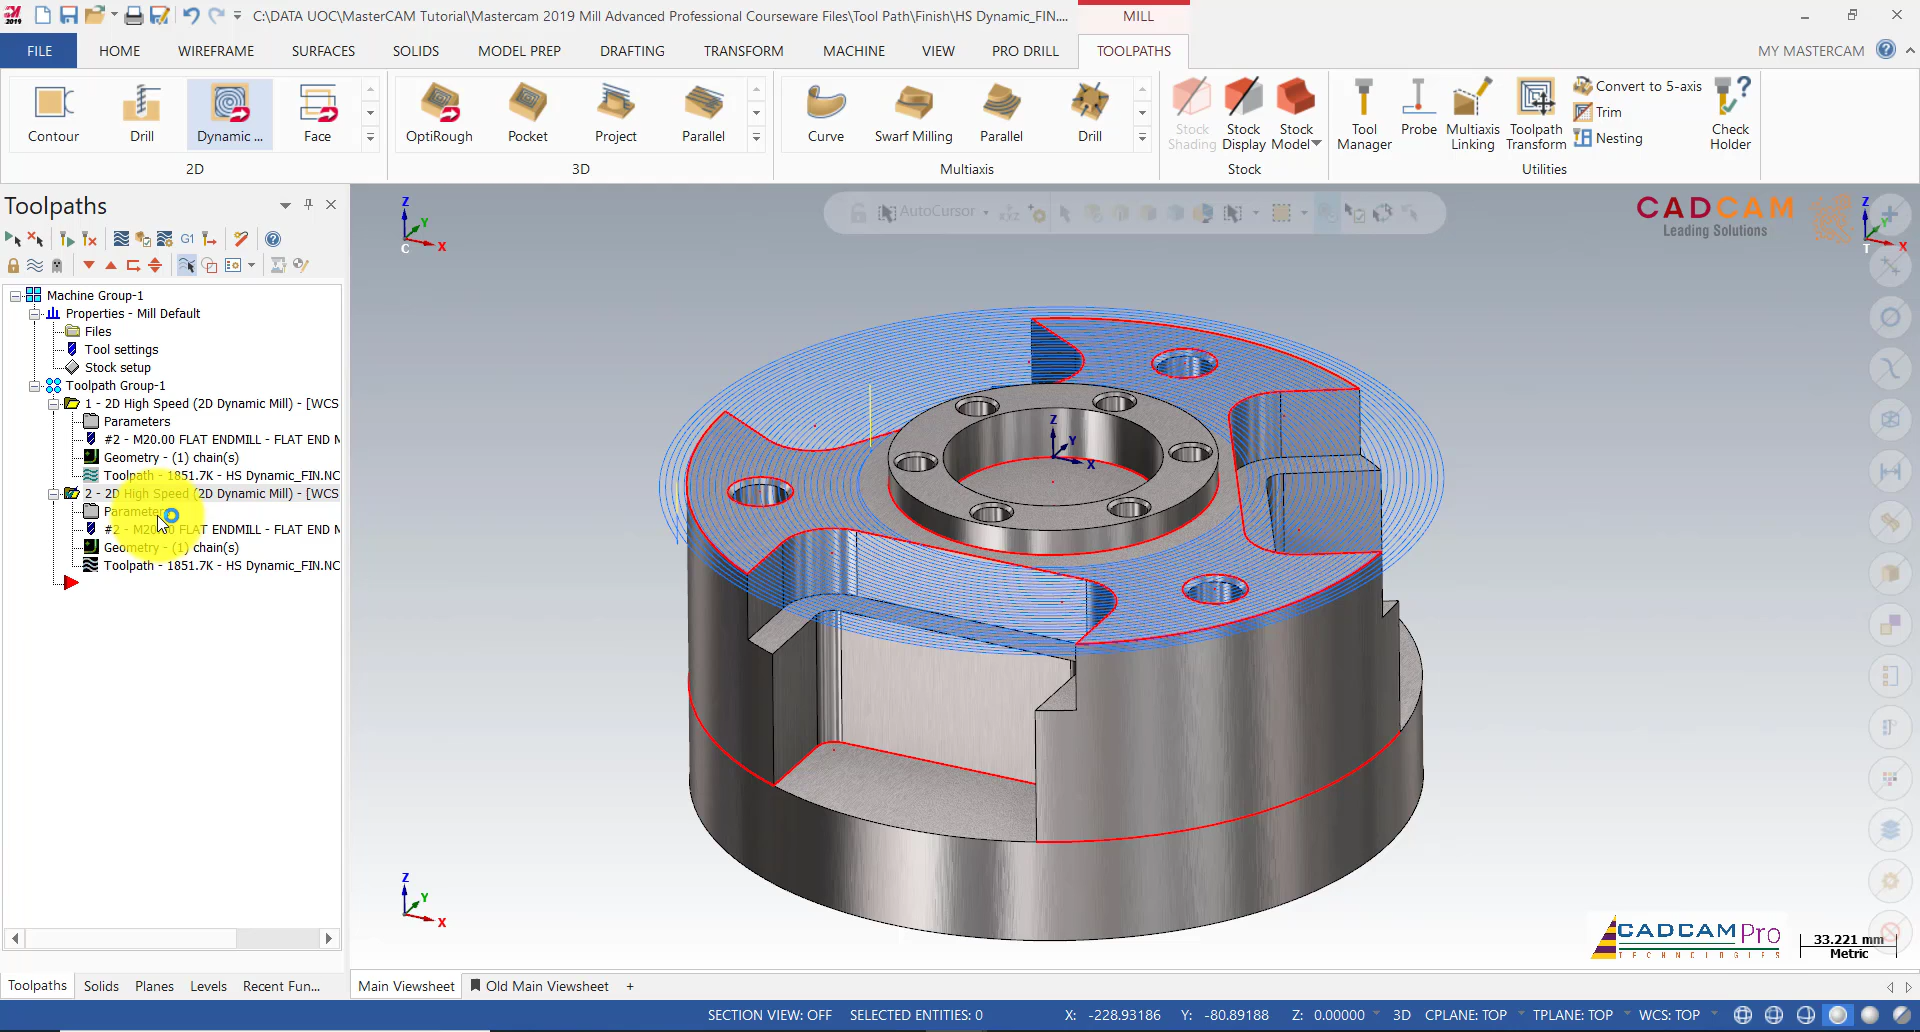 2019
C:\DATA UOC\MasterCAM Tutorial\Mastercam 2019 Mill Advanced Professional Courseware Files\Tool Path\Finish\HS Dynamic_FIN....
MILL
FILE HOME WIREFRAME SURFACES SOLIDS MODEL PREP DRAFTING TRANSFORM MACHINE VIEW PRO DRILL TOOLPATHS MY MASTERCAM
Contour Drill Dynamic ... Face
2D
OptiRough Pocket Project Parallel
3D
Curve Swarf Milling Parallel Drill
Multiaxis
Stock Shading
Stock Display
Stock Model
Stock
Tool Manager
Probe
Multiaxis Linking
Toolpath Transform
Convert to 5-axis
Trim
Nesting
Check Holder
Utilities
Toolpaths
G1
Machine Group-1
Properties - Mill Default
Files
Tool settings
Stock setup
Toolpath Group-1
1 - 2D High Speed (2D Dynamic Mill) - [WCS
Parameters
#2 - M20.00 FLAT ENDMILL - FLAT END M
Geometry - (1) chain(s)
Toolpath - 1851.7K - HS Dynamic_FIN.NC
2 - 2D High Speed (2D Dynamic Mill) - [WCS
Parameters
#2 - M20.00 FLAT ENDMILL - FLAT END M
Geometry - (1) chain(s)
Toolpath - 1851.7K - HS Dynamic_FIN.NC
AutoCursor
Z
Y
X
C
CADCAM
Leading Solutions
Z
X
T
Z
Y
X
Z
Y
X
CADCAM Pro
TECHNOLOGIES
33.221 mm
Metric
Toolpaths Solids Planes Levels Recent Fun...
Main Viewsheet Old Main Viewsheet +
SECTION VIEW: OFF SELECTED ENTITIES: 0 X: -228.93186 Y: -80.89188 Z: 0.00000 3D CPLANE: TOP TPLANE: TOP WCS: TOP